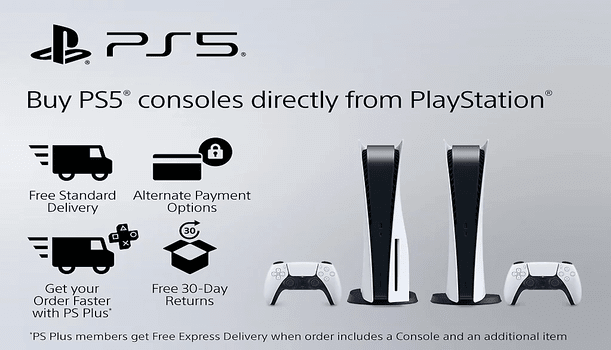 PS5®
Buy PS5® consoles directly from PlayStation®
Free Standard
Delivery
Alternate Payment
Options
Get your
Order Faster
with PS Plus*
30
Free 30-Day
Returns
*PS Plus members get Free Express Delivery when order includes a Console and an additional item